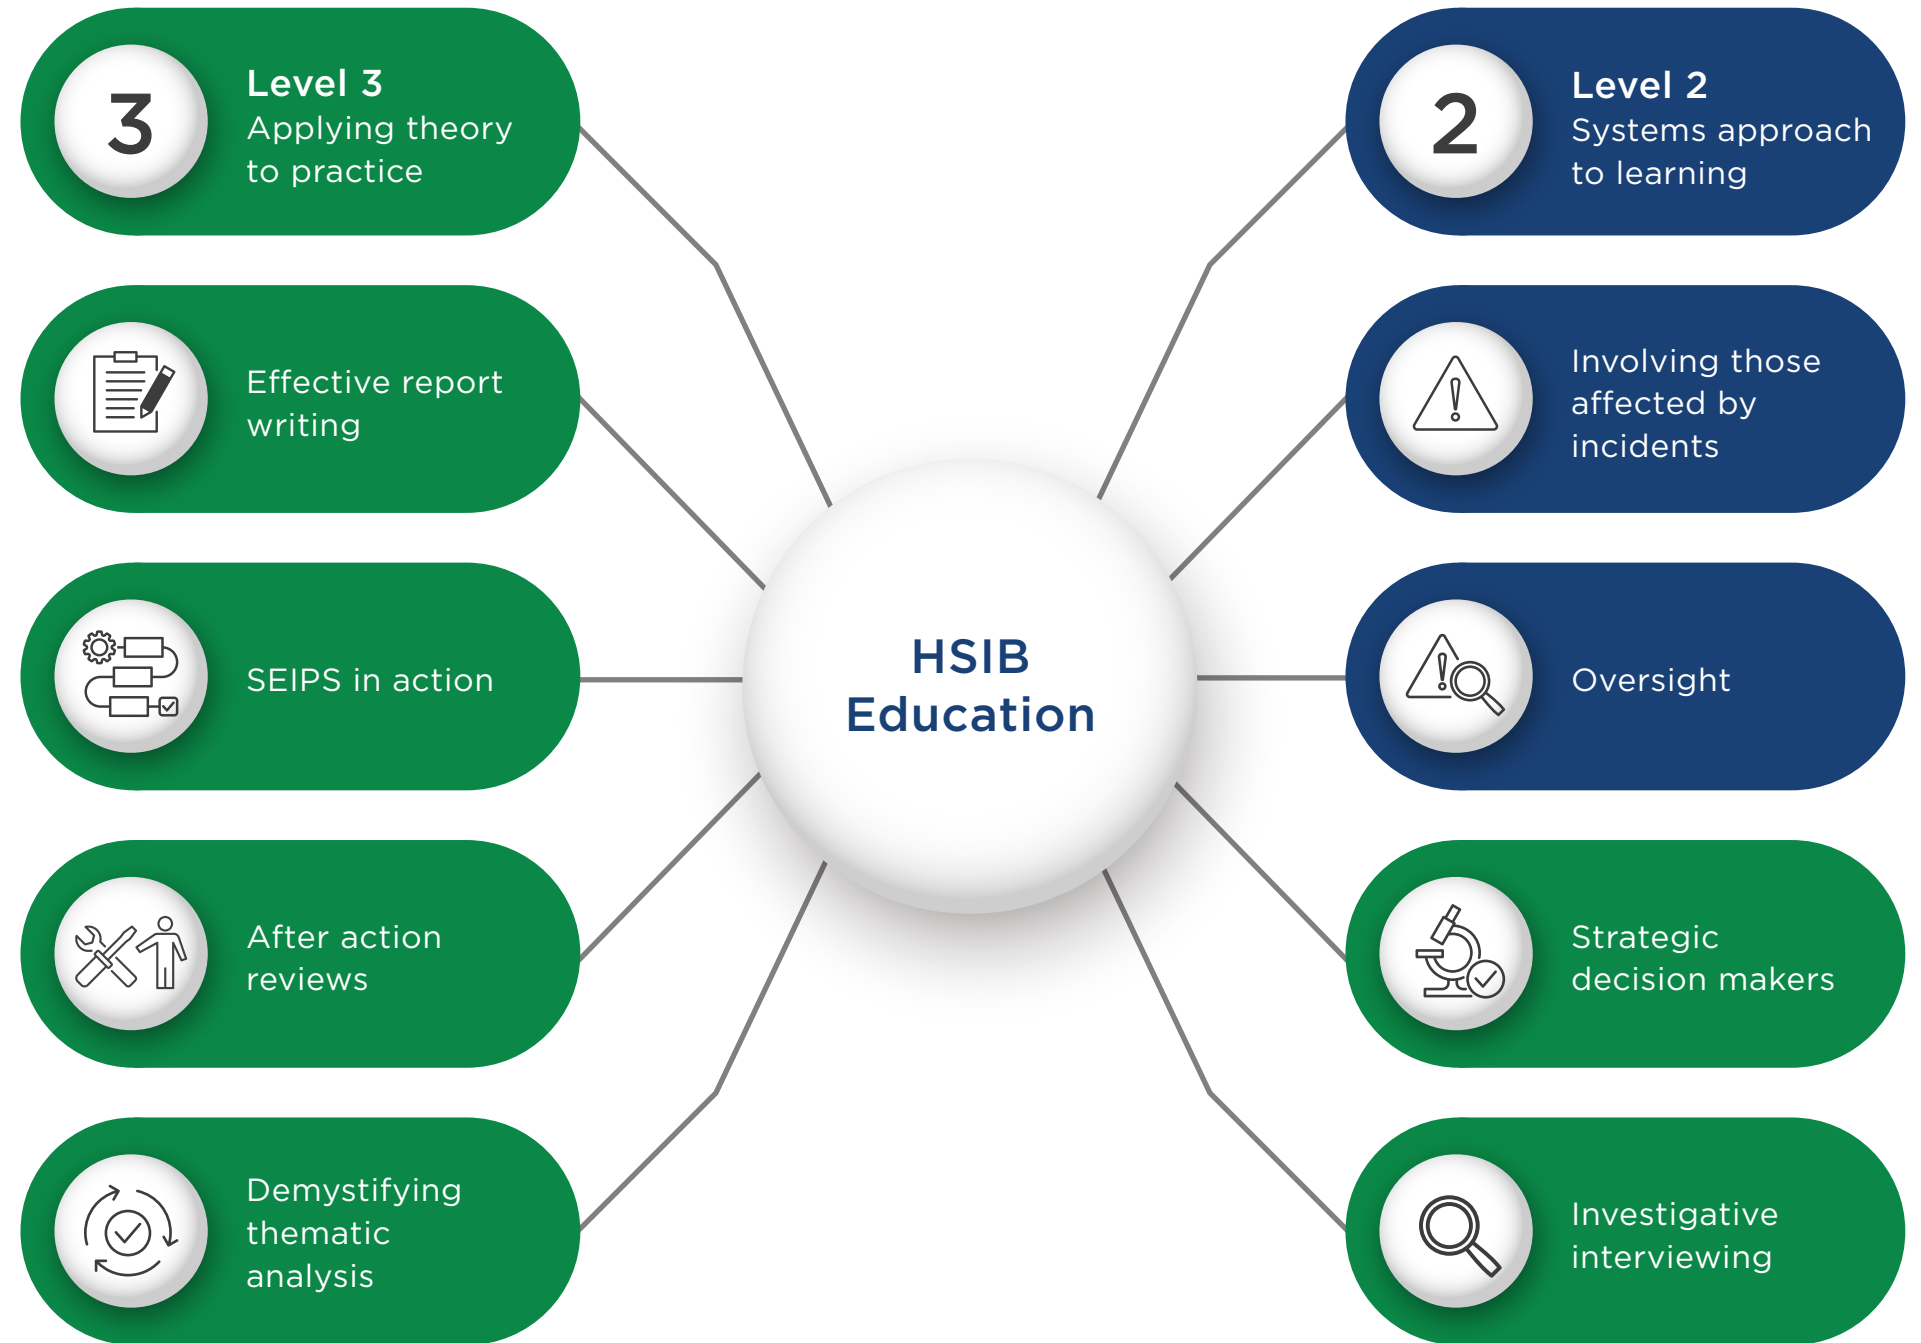 3
Level 3
Applying theory
to practice
Effective report
writing
SEIPS in action
After action
reviews
Demystifying
thematic
analysis
HSIB
Education
2
Level 2
Systems approach
to learning
Involving those
affected by
incidents
Oversight
Strategic
decision makers
Investigative
interviewing